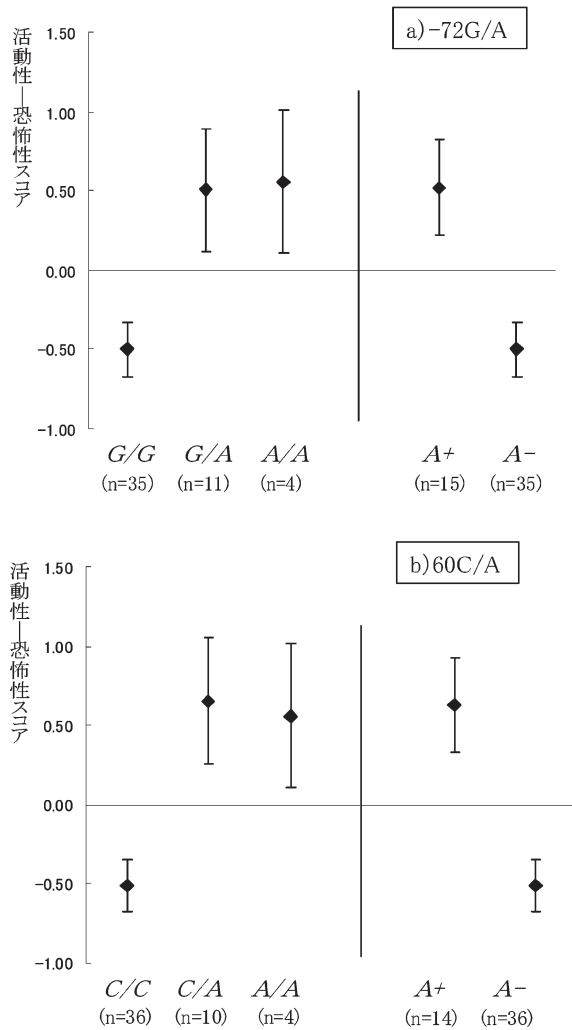 a)-72G/A
活動性―恐怖性スコア
1.50
1.00
0.50
0.00
-0.50
-1.00
G/G G/A A/A A+ A-
(n=35) (n=11) (n=4) (n=15) (n=35)
b)60C/A
活動性―恐怖性スコア
1.50
1.00
0.50
0.00
-0.50
-1.00
C/C C/A A/A A+ A-
(n=36) (n=10) (n=4) (n=14) (n=36)